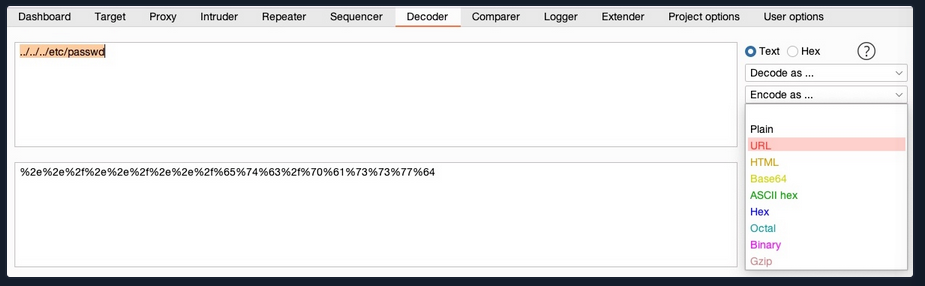 Dashboard Target Proxy Intruder Repeater Sequencer Decoder Comparer Logger Extender Project options User options
../../../etc/passwd
Text Hex ?
Decode as ...
Encode as ...
Plain
URL
HTML
Base64
ASCII hex
Hex
Octal
Binary
Gzip
%2e%2e%2f%2e%2e%2f%2e%2e%2f%65%74%63%2f%70%61%73%73%77%64